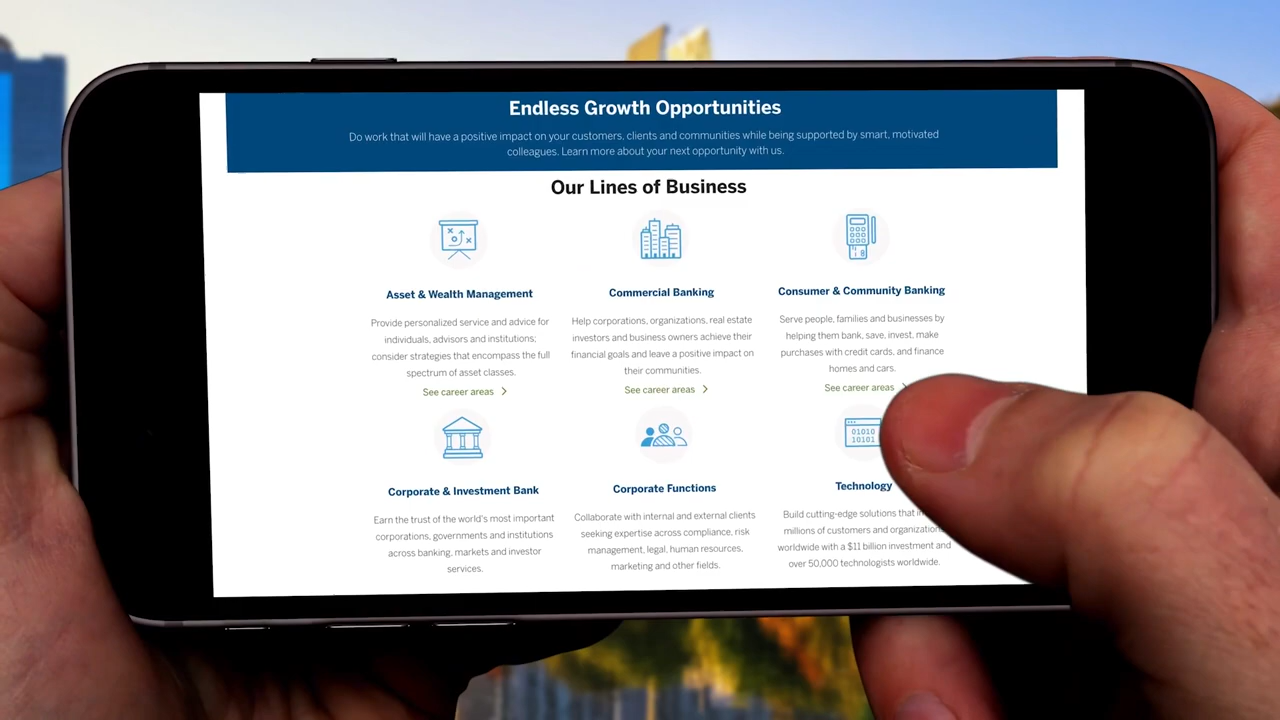 Endless Growth Opportunities
Do work that will have a positive impact on your customers, clients and communities while being supported by smart, motivated
colleagues. Learn more about your next opportunity with us.
Our Lines of Business
Asset & Wealth Management
Provide personalized service and advice for
individuals, advisors and institutions;
consider strategies that encompass the full
spectrum of asset classes.
See career areas
Commercial Banking
Help corporations, organizations, real estate
investors and business owners achieve their
financial goals and leave a positive impact on
their communities.
See career areas
Consumer & Community Banking
Serve people, families and businesses by
helping them bank, save, invest, make
purchases with credit cards, and finance
homes and cars.
See career areas
Corporate & Investment Bank
Earn the trust of the world's most important
corporations, governments and institutions
across banking, markets and investor
services.
Corporate Functions
Collaborate with internal and external clients
seeking expertise across compliance, risk
management, legal, human resources,
marketing and other fields.
01010
10101
Technology
Build cutting-edge solutions that
millions of customers and
worldwide with a $11 billion investment and
over 50,000 technologists worldwide.